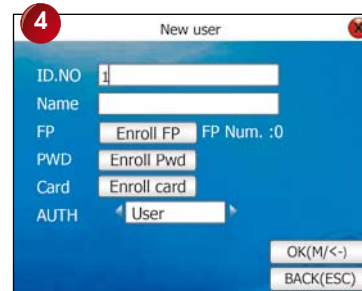 4
New user
X
ID.NO 1
Name
FP Enroll FP FP Num. :0
PWD Enroll Pwd
Card Enroll card
AUTH User
OK(M/<-)
BACK(ESC)